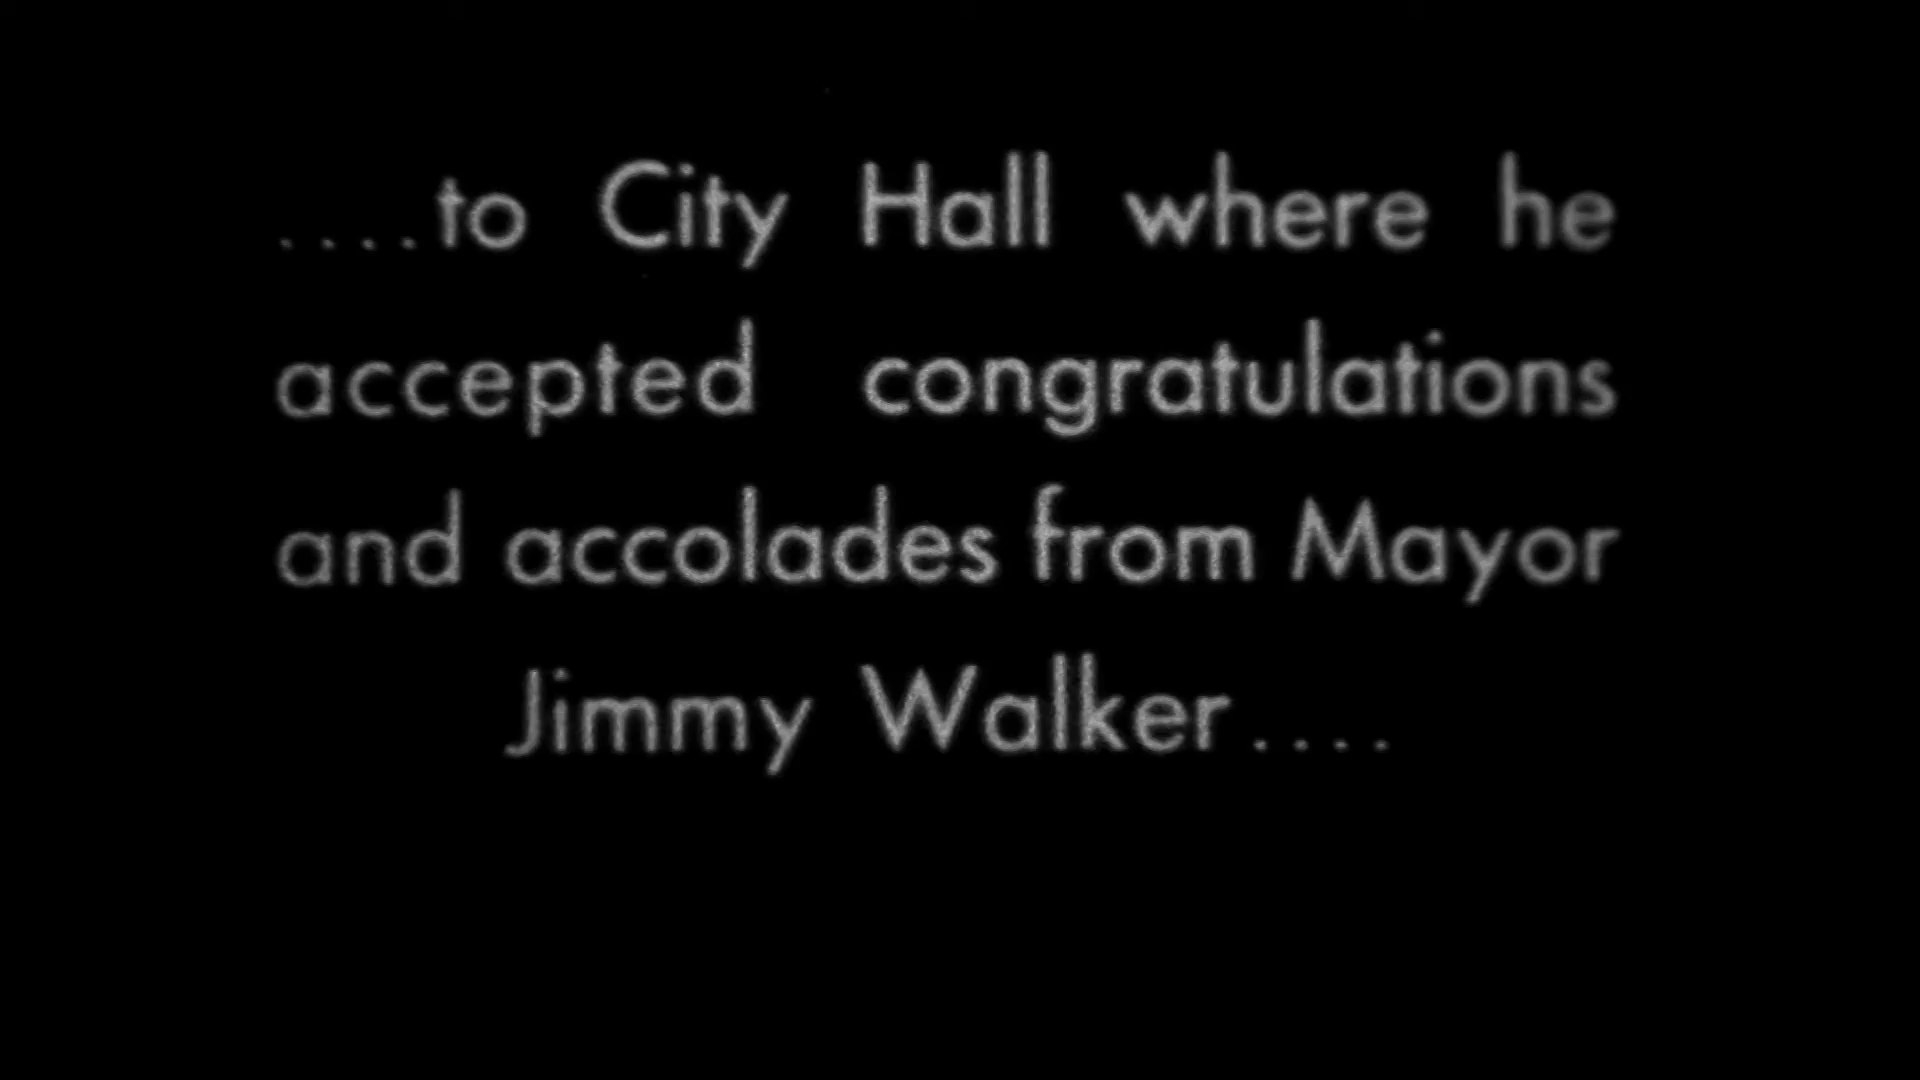 ....to City Hall where he
accepted congratulations
and accolades from Mayor
Jimmy Walker....